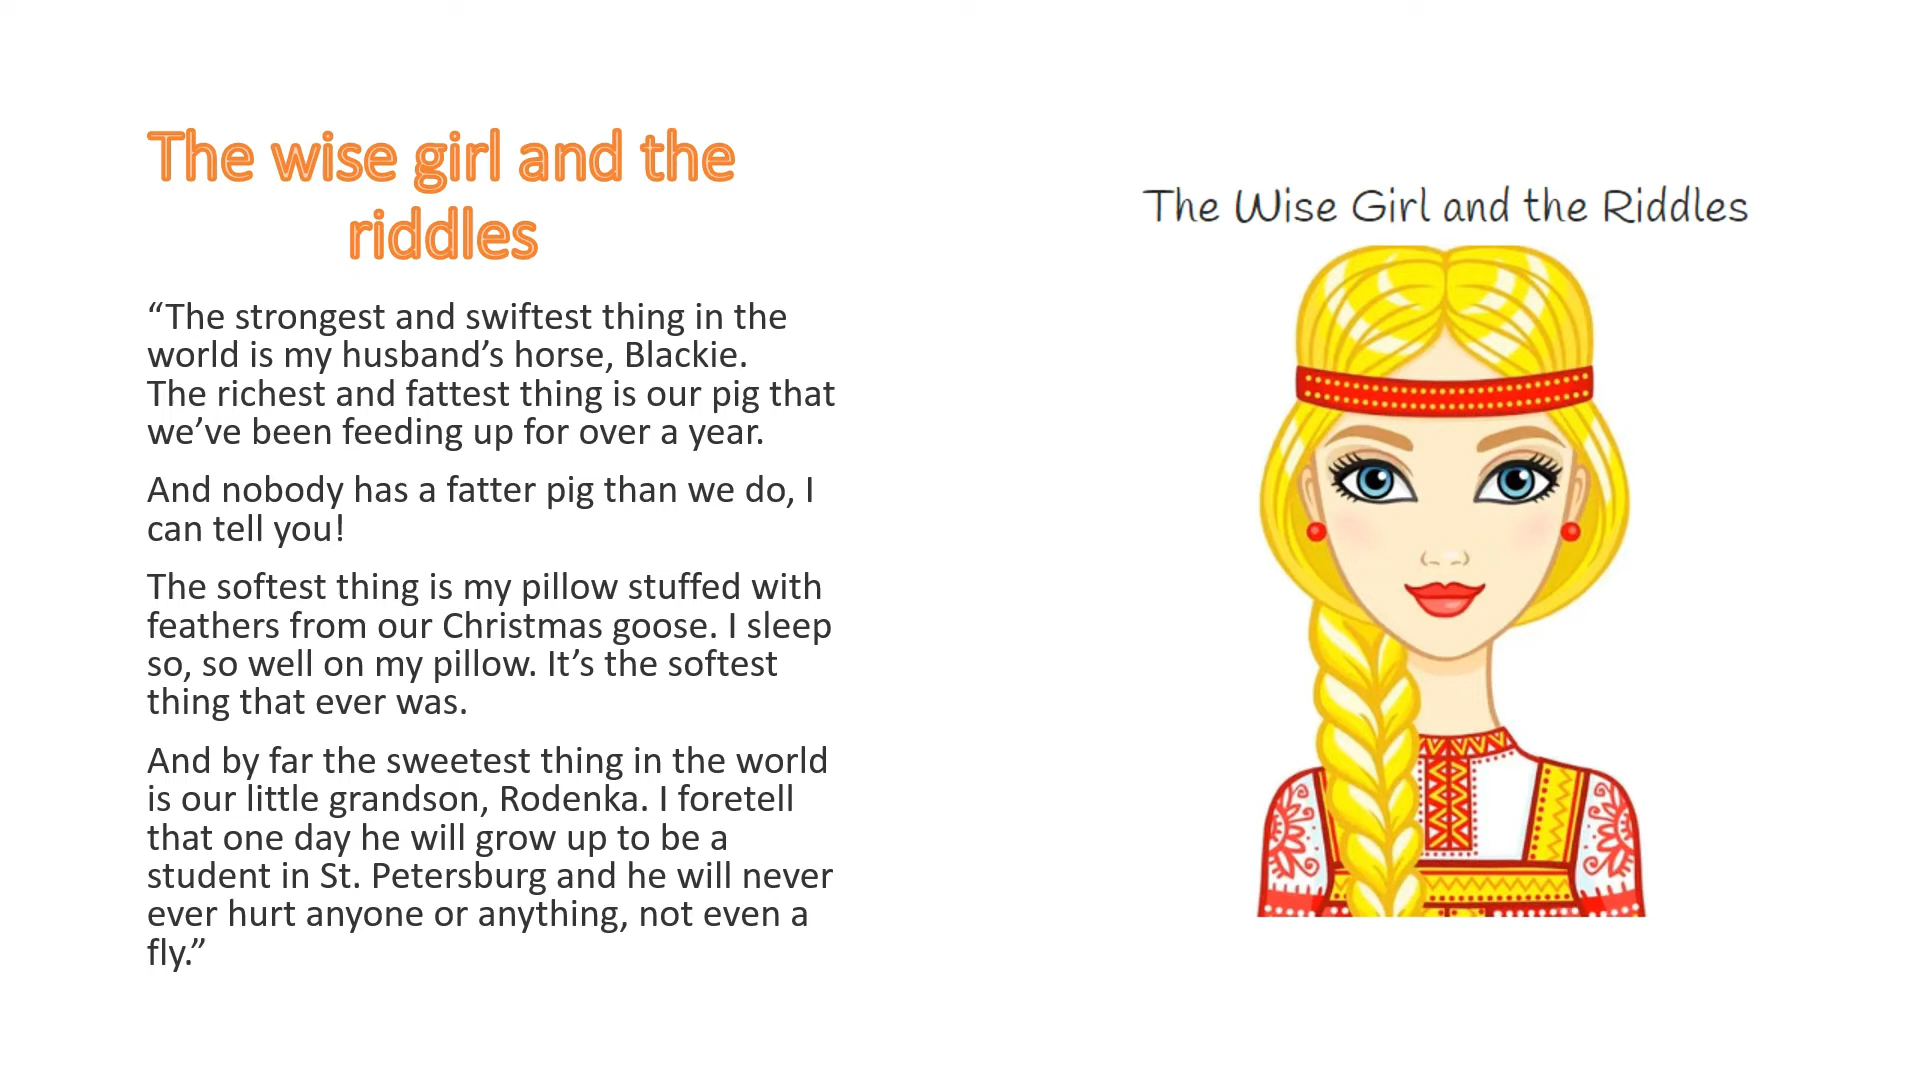 The wise girl and the
riddles
“The strongest and swiftest thing in the
world is my husband’s horse, Blackie.
The richest and fattest thing is our pig that
we’ve been feeding up for over a year.
And nobody has a fatter pig than we do, I
can tell you!
The softest thing is my pillow stuffed with
feathers from our Christmas goose. I sleep
so, so well on my pillow. It’s the softest
thing that ever was.
And by far the sweetest thing in the world
is our little grandson, Rodenka. I foretell
that one day he will grow up to be a
student in St. Petersburg and he will never
ever hurt anyone or anything, not even a
fly.”
The Wise Girl and the Riddles